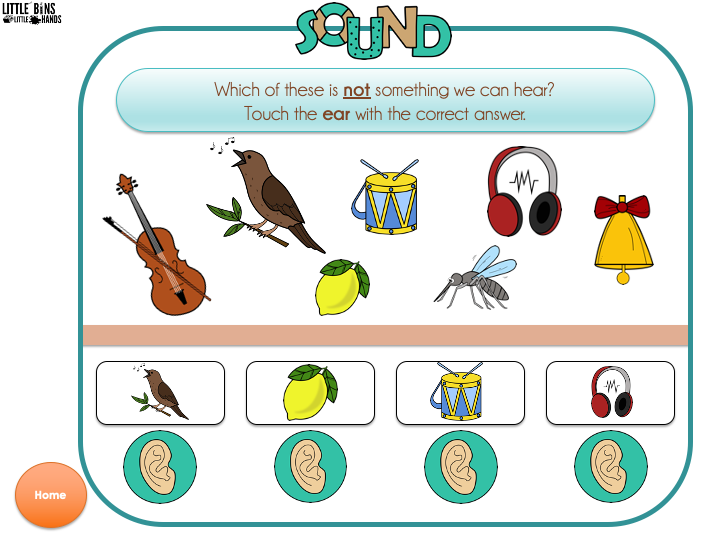 LITTLE BiNS
for LITTLE HANDS
SOUND
Which of these is not something we can hear?
Touch the ear with the correct answer.
Home